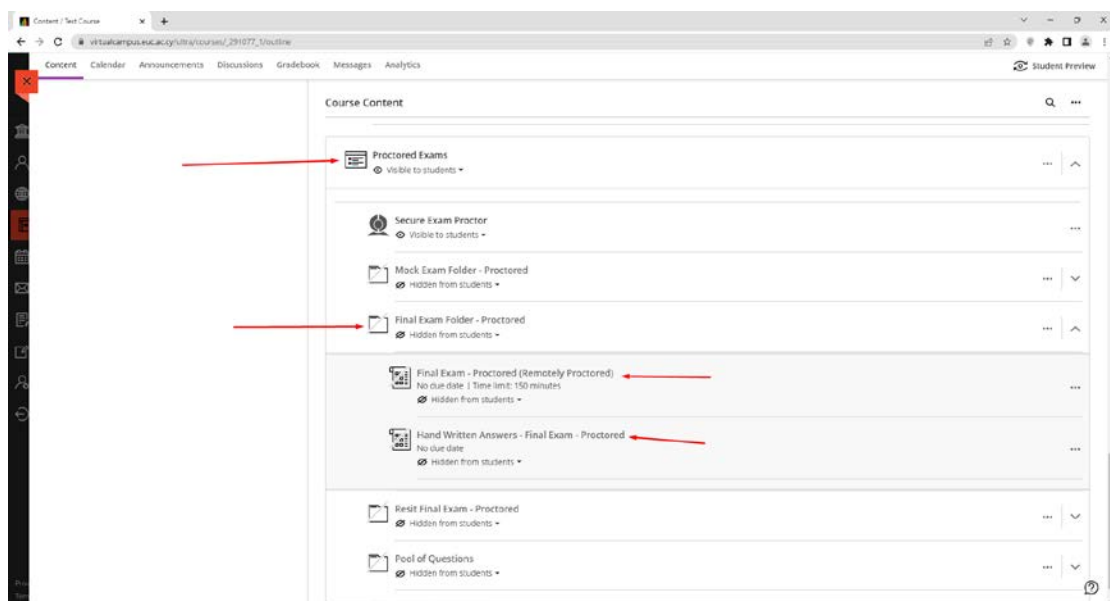 Content / Test Course
virtualcampus.euc.ac.cy/ultra/courses/_291077_1/outline
Content Calendar Announcements Discussions Gradebook Messages Analytics
Student Preview
Course Content
Proctored Exams
Visible to students
Secure Exam Proctor
Visible to students
Mock Exam Folder - Proctored
Hidden from students
Final Exam Folder - Proctored
Hidden from students
Final Exam - Proctored (Remotely Proctored)
No due date | Time limit: 150 minutes
Hidden from students
Hand Written Answers - Final Exam - Proctored
No due date
Hidden from students
Resit Final Exam - Proctored
Hidden from students
Pool of Questions
Hidden from students